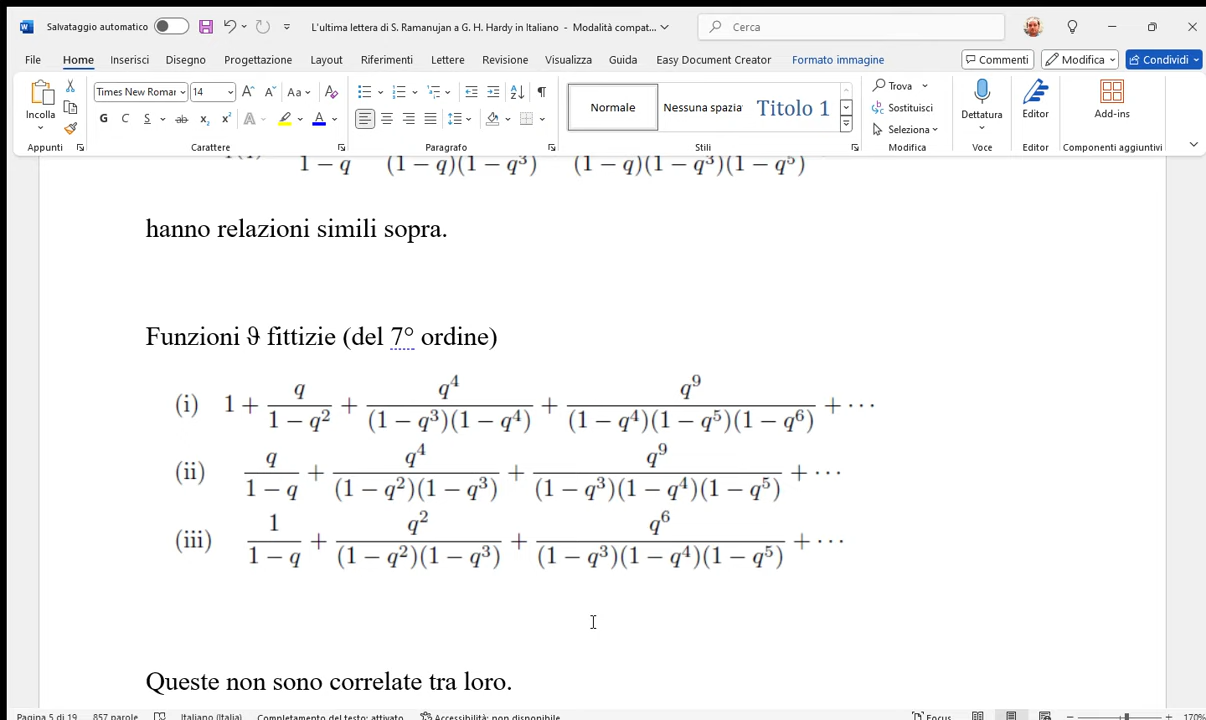 Salvataggio automatico
L'ultima lettera di S. Ramanujan a G. H. Hardy in Italiano - Modalità compat...
Cerca
File Home Inserisci Disegno Progettazione Layout Riferimenti Lettere Revisione Visualizza Guida Easy Document Creator Formato immagine
Commenti Modifica Condividi
Incolla
Times New Romar 14
Normale Nessuna spazia Titolo 1
Trova
Sostituisci
Seleziona
Dettatura Editor Add-ins
Appunti Carattere Paragrafo Stili Modifica Voce Editor Componenti aggiuntivi
1 − q (1 − q)(1 − q³) (1 − q)(1 − q³)(1 − q⁵)
hanno relazioni simili sopra.
Funzioni ϑ fittizie (del 7° ordine)
(i) 1 + q/(1 − q²) + q⁴/((1 − q³)(1 − q⁴)) + q⁹/((1 − q⁴)(1 − q⁵)(1 − q⁶)) + ···
(ii) q/(1 − q) + q⁴/((1 − q²)(1 − q³)) + q⁹/((1 − q³)(1 − q⁴)(1 − q⁵)) + ···
(iii) 1/(1 − q) + q²/((1 − q²)(1 − q³)) + q⁶/((1 − q³)(1 − q⁴)(1 − q⁵)) + ···
Queste non sono correlate tra loro.
Pagina 5 di 19 857 parole Italiano (Italia) Completamento del testo: attivato Accessibilità: non disponibile Focus 170%